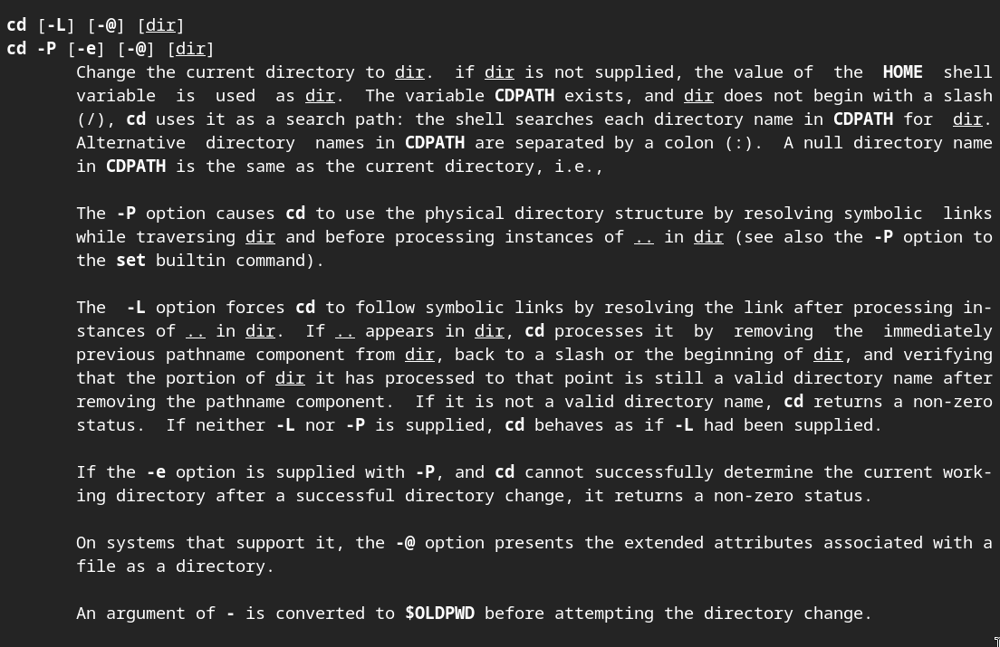 cd [-L] [-@] [dir]
cd -P [-e] [-@] [dir]
Change the current directory to dir.  if dir is not supplied, the value of  the  HOME  shell
variable  is  used  as dir.  The variable CDPATH exists, and dir does not begin with a slash
(/), cd uses it as a search path: the shell searches each directory name in CDPATH for  dir.
Alternative  directory  names in CDPATH are separated by a colon (:).  A null directory name
in CDPATH is the same as the current directory, i.e.,
The -P option causes cd to use the physical directory structure by resolving symbolic  links
while traversing dir and before processing instances of .. in dir (see also the -P option to
the set builtin command).
The  -L option forces cd to follow symbolic links by resolving the link after processing in-
stances of .. in dir.  If .. appears in dir, cd processes it  by  removing  the  immediately
previous pathname component from dir, back to a slash or the beginning of dir, and verifying
that the portion of dir it has processed to that point is still a valid directory name after
removing the pathname component.  If it is not a valid directory name, cd returns a non-zero
status.  If neither -L nor -P is supplied, cd behaves as if -L had been supplied.
If the -e option is supplied with -P, and cd cannot successfully determine the current work-
ing directory after a successful directory change, it returns a non-zero status.
On systems that support it, the -@ option presents the extended attributes associated with a
file as a directory.
An argument of - is converted to $OLDPWD before attempting the directory change.